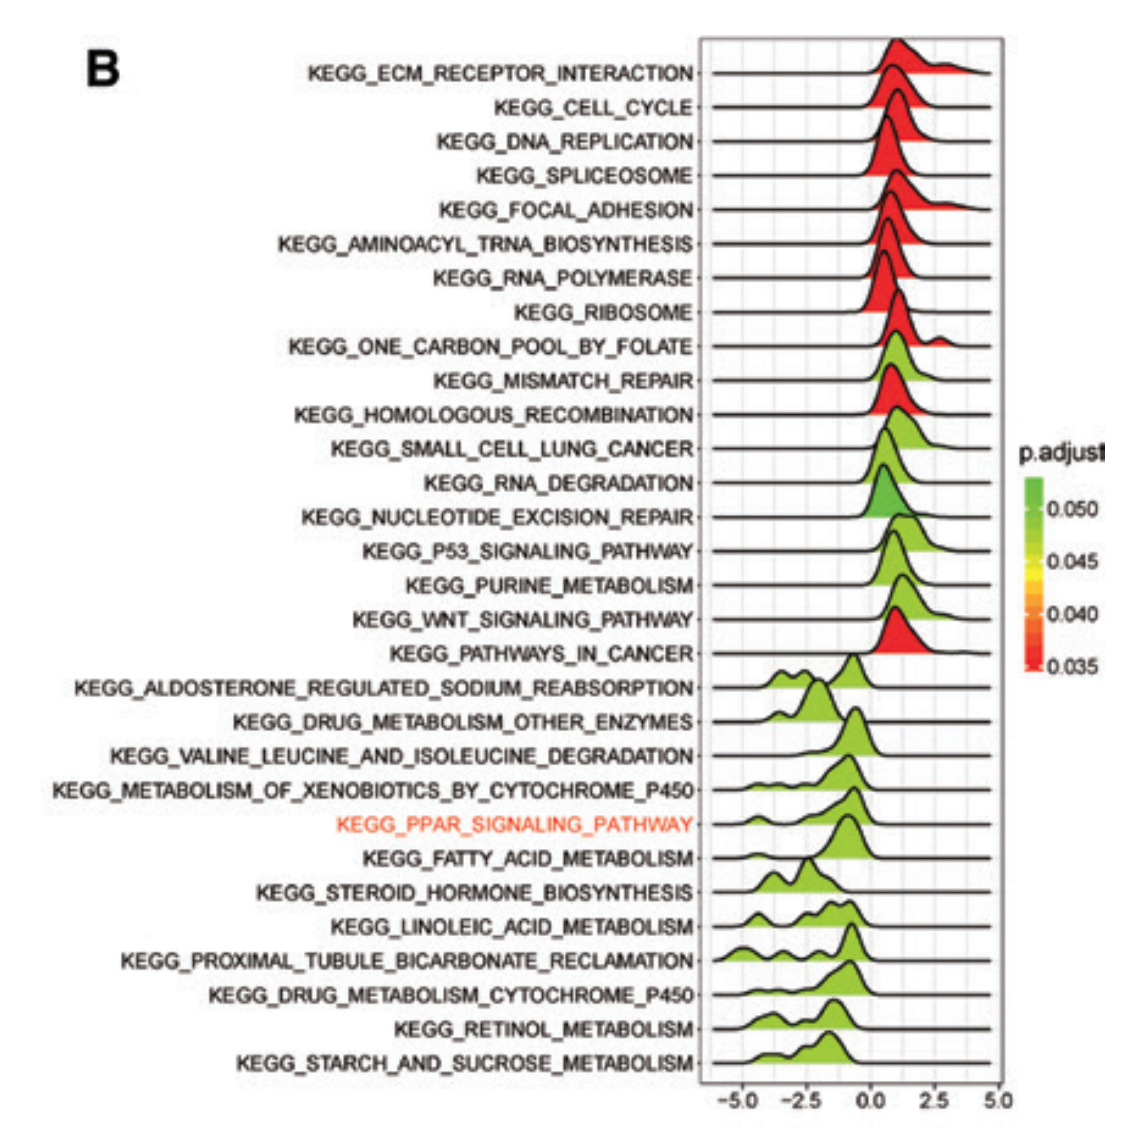 B
KEGG_ECM_RECEPTOR_INTERACTION
KEGG_CELL_CYCLE
KEGG_DNA_REPLICATION
KEGG_SPLICEOSOME
KEGG_FOCAL_ADHESION
KEGG_AMINOACYL_TRNA_BIOSYNTHESIS
KEGG_RNA_POLYMERASE
KEGG_RIBOSOME
KEGG_ONE_CARBON_POOL_BY_FOLATE
KEGG_MISMATCH_REPAIR
KEGG_HOMOLOGOUS_RECOMBINATION
KEGG_SMALL_CELL_LUNG_CANCER
KEGG_RNA_DEGRADATION
KEGG_NUCLEOTIDE_EXCISION_REPAIR
KEGG_P53_SIGNALING_PATHWAY
KEGG_PURINE_METABOLISM
KEGG_WNT_SIGNALING_PATHWAY
KEGG_PATHWAYS_IN_CANCER
KEGG_ALDOSTERONE_REGULATED_SODIUM_REABSORPTION
KEGG_DRUG_METABOLISM_OTHER_ENZYMES
KEGG_VALINE_LEUCINE_AND_ISOLEUCINE_DEGRADATION
KEGG_METABOLISM_OF_XENOBIOTICS_BY_CYTOCHROME_P450
KEGG_PPAR_SIGNALING_PATHWAY
KEGG_FATTY_ACID_METABOLISM
KEGG_STEROID_HORMONE_BIOSYNTHESIS
KEGG_LINOLEIC_ACID_METABOLISM
KEGG_PROXIMAL_TUBULE_BICARBONATE_RECLAMATION
KEGG_DRUG_METABOLISM_CYTOCHROME_P450
KEGG_RETINOL_METABOLISM
KEGG_STARCH_AND_SUCROSE_METABOLISM
-5.0 -2.5 0.0 2.5 5.0
p.adjust
0.050
0.045
0.040
0.035